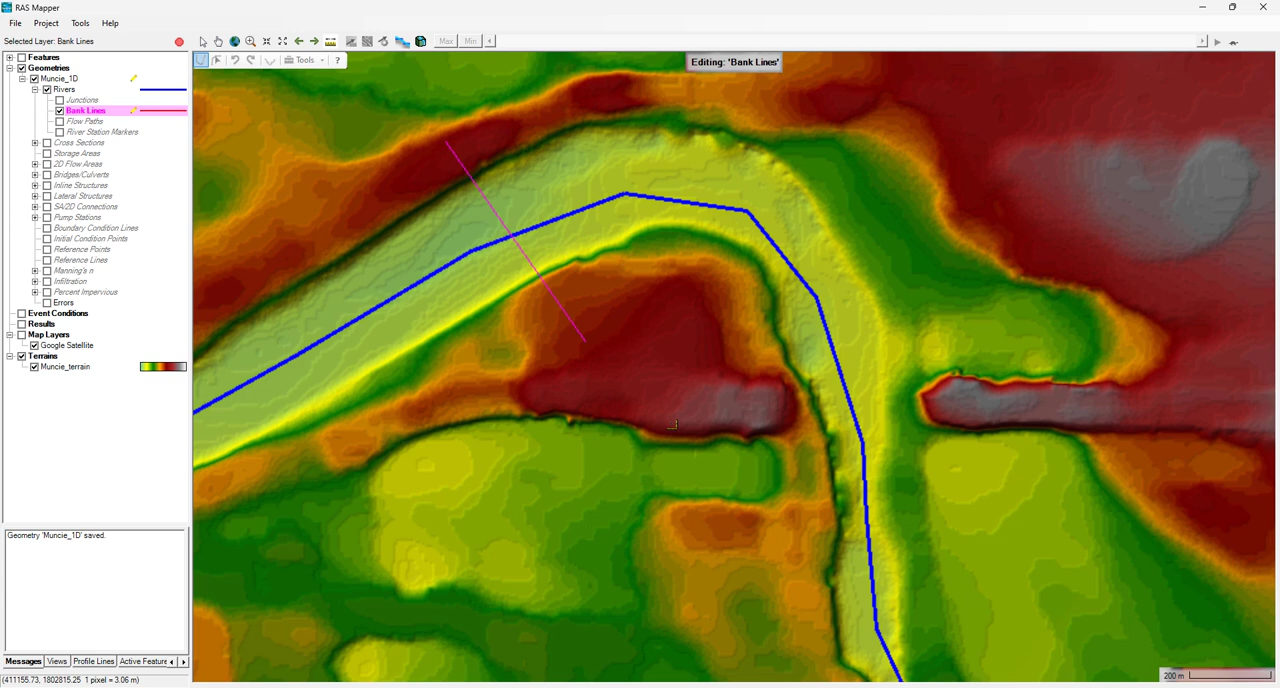 RAS Mapper
File Project Tools Help
Selected Layer: Bank Lines
Max Min
Tools ?
Editing: 'Bank Lines'
Features
Geometries
Muncie_1D
Rivers
Junctions
Bank Lines
Flow Paths
River Station Markers
Cross Sections
Storage Areas
2D Flow Areas
Bridges/Culverts
Inline Structures
Lateral Structures
SA/2D Connections
Pump Stations
Boundary Condition Lines
Initial Condition Points
Reference Points
Reference Lines
Manning's n
Infiltration
Percent Impervious
Errors
Event Conditions
Results
Map Layers
Google Satellite
Terrains
Muncie_terrain
Geometry 'Muncie_1D' saved.
Messages Views Profile Lines Active Feature
(411155.73, 1802815.25 1 pixel = 3.06 m)
200 m